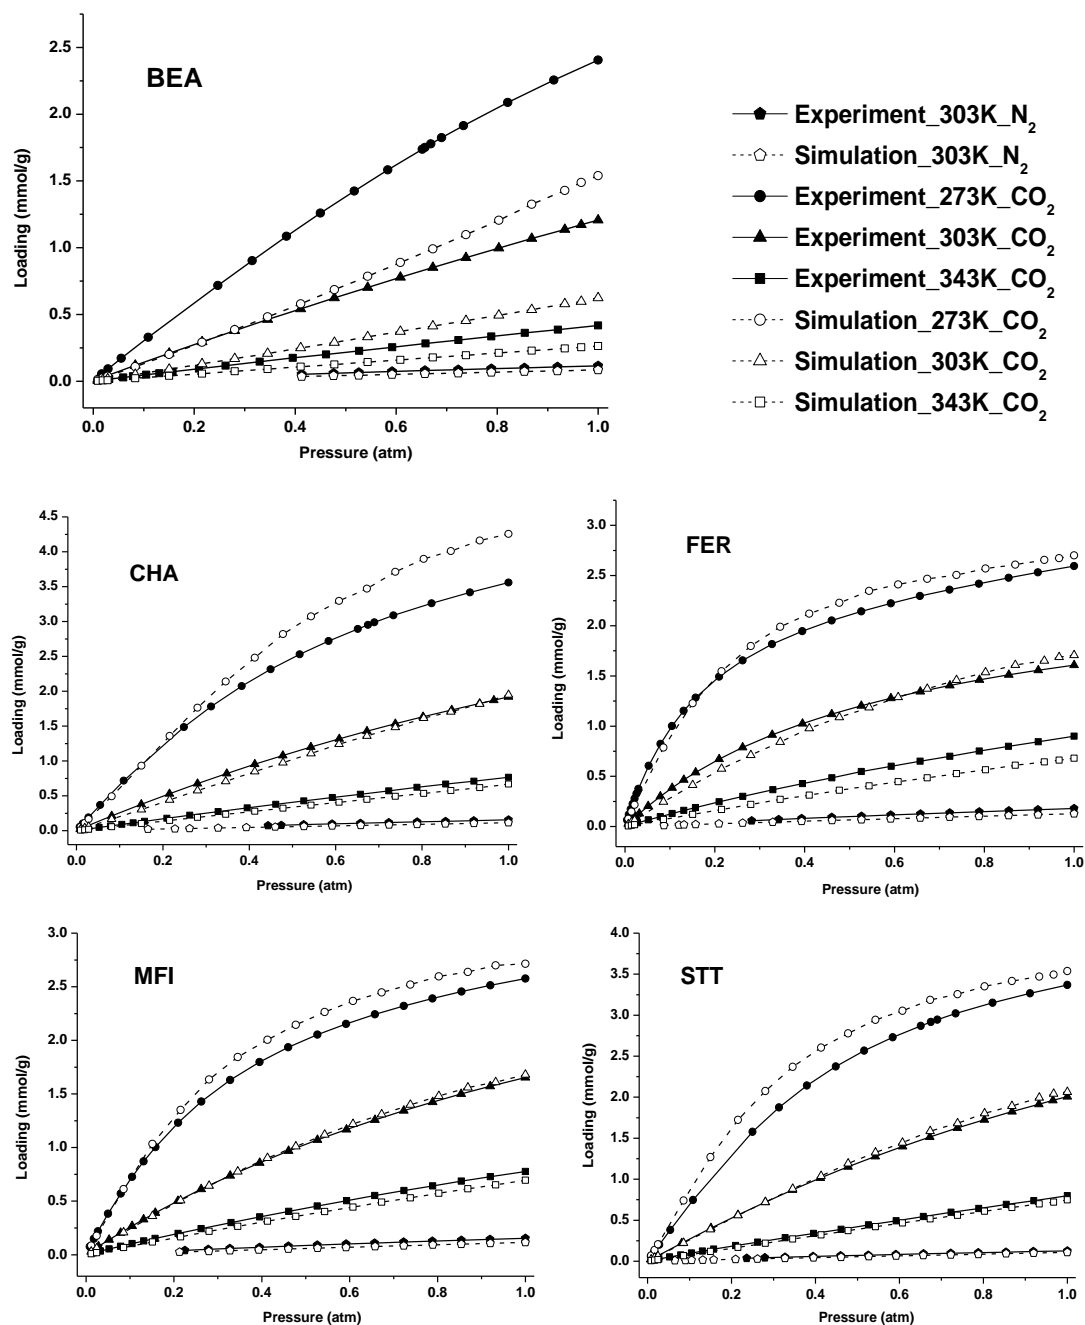 BEA
Loading (mmol/g)
2.5
2.0
1.5
1.0
0.5
0.0
0.0 0.2 0.4 0.6 0.8 1.0
Pressure (atm)
Experiment_303K_N2
Simulation_303K_N2
Experiment_273K_CO2
Experiment_303K_CO2
Experiment_343K_CO2
Simulation_273K_CO2
Simulation_303K_CO2
Simulation_343K_CO2
CHA
Loading (mmol/g)
4.5
4.0
3.5
3.0
2.5
2.0
1.5
1.0
0.5
0.0
0.0 0.2 0.4 0.6 0.8 1.0
Pressure (atm)
FER
Loading (mmol/g)
3.0
2.5
2.0
1.5
1.0
0.5
0.0
0.0 0.2 0.4 0.6 0.8 1.0
Pressure (atm)
MFI
Loading (mmol/g)
3.0
2.5
2.0
1.5
1.0
0.5
0.0
0.0 0.2 0.4 0.6 0.8 1.0
Pressure (atm)
STT
Loading (mmol/g)
4.0
3.5
3.0
2.5
2.0
1.5
1.0
0.5
0.0
0.0 0.2 0.4 0.6 0.8 1.0
Pressure (atm)